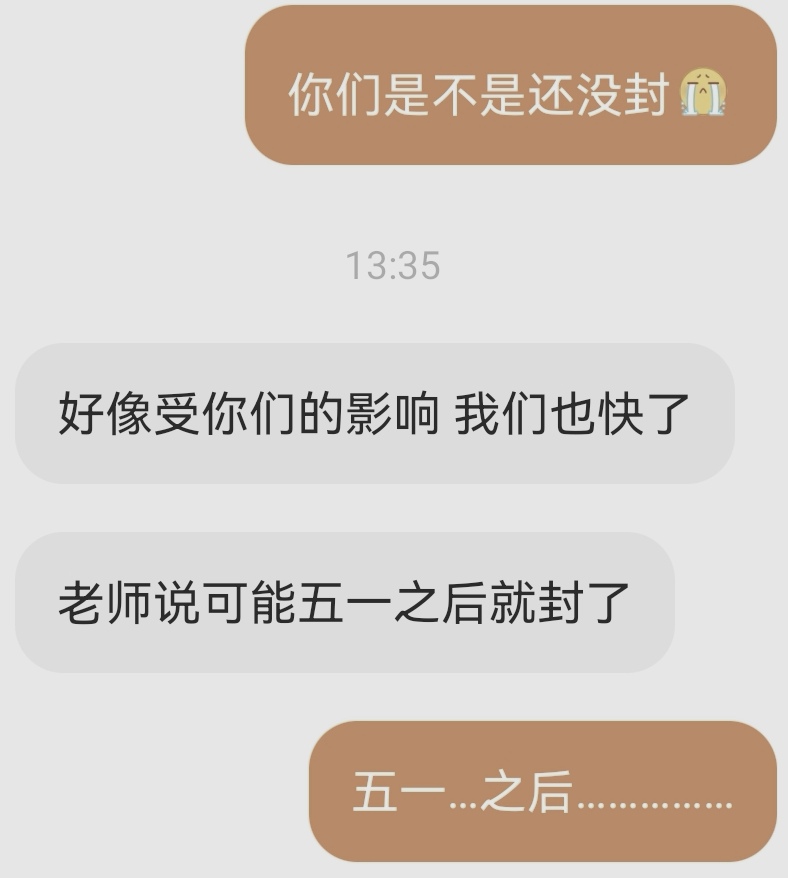 你们是不是还没封😭
13:35
好像受你们的影响 我们也快了
老师说可能五一之后就封了
五一...之后...............